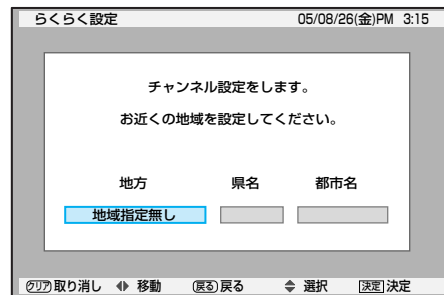 らくらく設定 05/08/26(金)PM 3:15
チャンネル設定をします。
お近くの地域を設定してください。
地方 県名 都市名
地域指定無し
クリア 取り消し 移動 戻る 戻る 選択 決定 決定